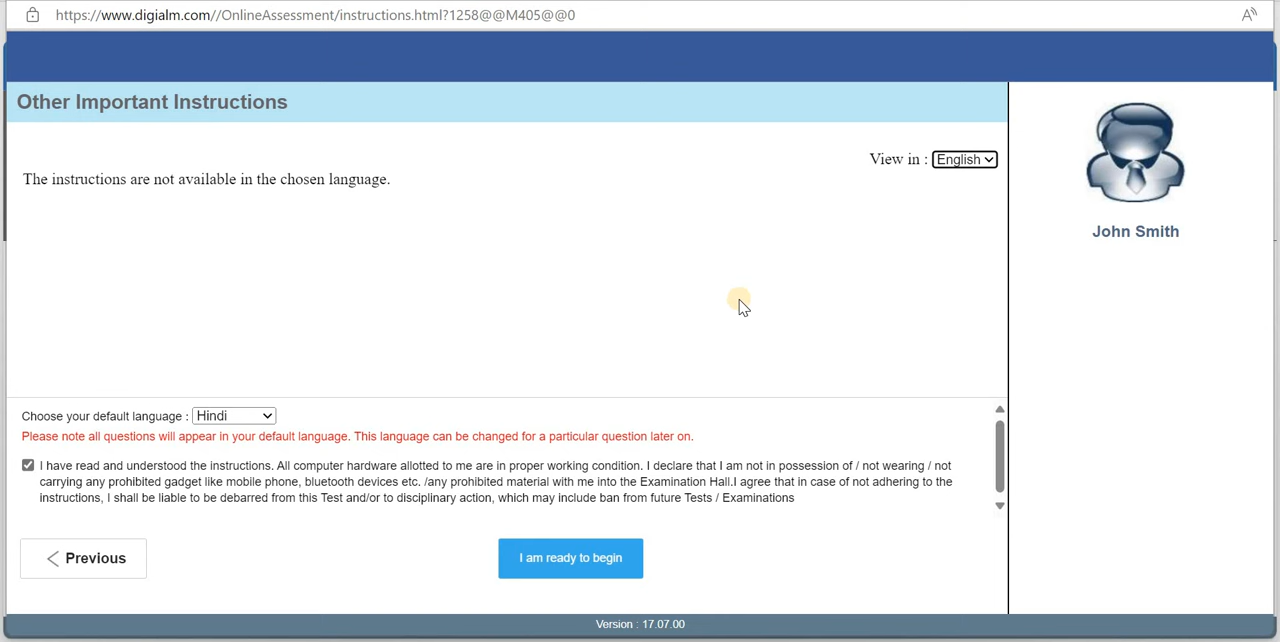 https://www.digialm.com//OnlineAssessment/instructions.html?1258@@M405@@0
Other Important Instructions
View in : English
The instructions are not available in the chosen language.
John Smith
Choose your default language : Hindi
Please note all questions will appear in your default language. This language can be changed for a particular question later on.
I have read and understood the instructions. All computer hardware allotted to me are in proper working condition. I declare that I am not in possession of / not wearing / not
carrying any prohibited gadget like mobile phone, bluetooth devices etc. /any prohibited material with me into the Examination Hall.I agree that in case of not adhering to the
instructions, I shall be liable to be debarred from this Test and/or to disciplinary action, which may include ban from future Tests / Examinations
Previous
I am ready to begin
Version : 17.07.00